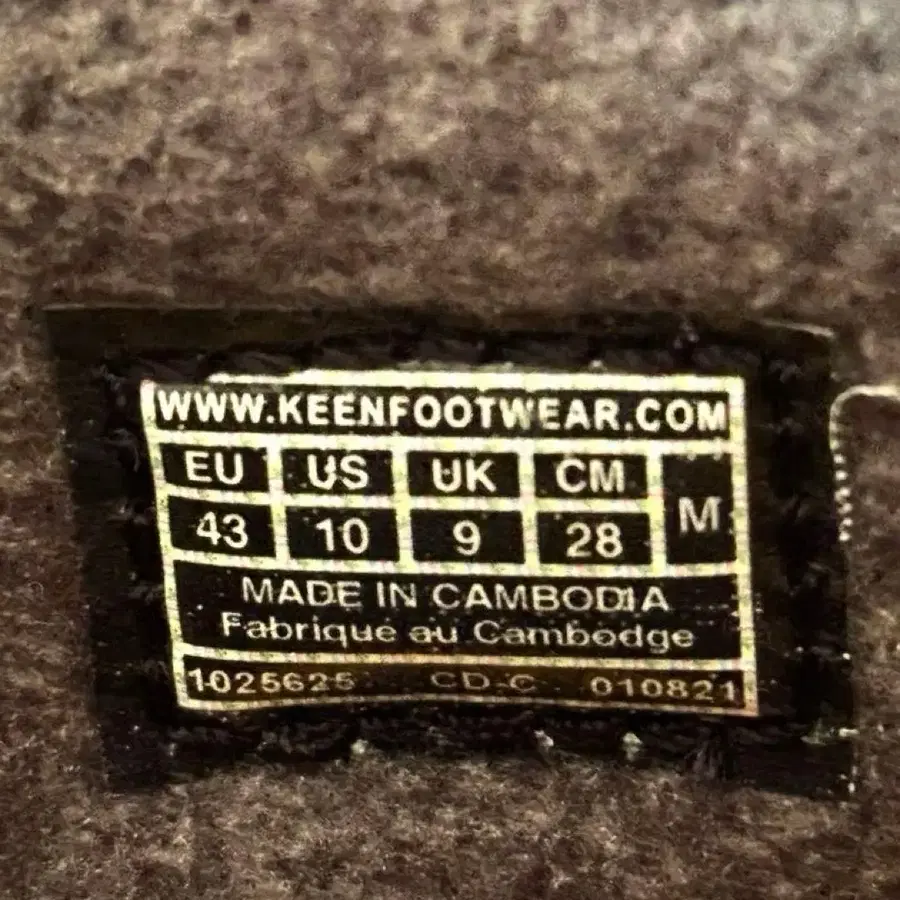 WWW.KEENFOOTWEAR.COM
EU US UK CM M
43 10 9 28
MADE IN CAMBODIA
Fabrique au Cambodge
1025625 CD-C 010821